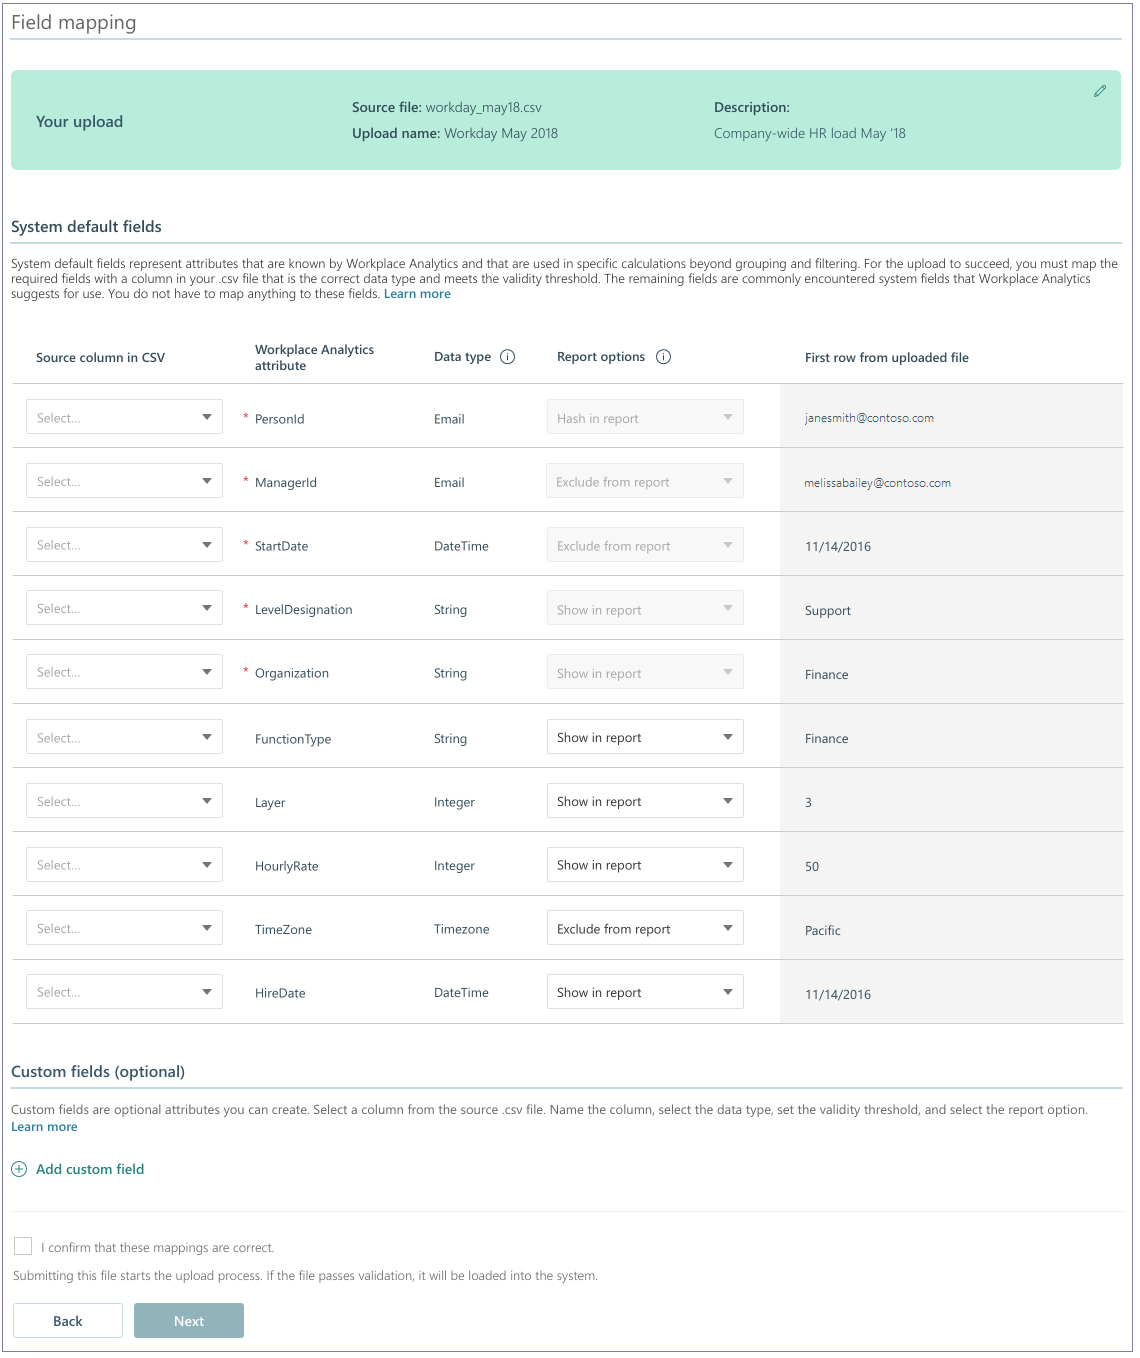 Field mapping
Your upload
Source file: workday_may18.csv
Upload name: Workday May 2018
Description:
Company-wide HR load May ‘18
System default fields
System default fields represent attributes that are known by Workplace Analytics and that are used in specific calculations beyond grouping and filtering. For the upload to succeed, you must map the
required fields with a column in your .csv file that is the correct data type and meets the validity threshold. The remaining fields are commonly encountered system fields that Workplace Analytics
suggests for use. You do not have to map anything to these fields. Learn more
Source column in CSV
Workplace Analytics
attribute
Data type
Report options
First row from uploaded file
Select... * PersonId Email Hash in report janesmith@contoso.com
Select... * ManagerId Email Exclude from report melissabailey@contoso.com
Select... * StartDate DateTime Exclude from report 11/14/2016
Select... * LevelDesignation String Show in report Support
Select... * Organization String Show in report Finance
Select... FunctionType String Show in report Finance
Select... Layer Integer Show in report 3
Select... HourlyRate Integer Show in report 50
Select... TimeZone Timezone Exclude from report Pacific
Select... HireDate DateTime Show in report 11/14/2016
Custom fields (optional)
Custom fields are optional attributes you can create. Select a column from the source .csv file. Name the column, select the data type, set the validity threshold, and select the report option.
Learn more
Add custom field
I confirm that these mappings are correct.
Submitting this file starts the upload process. If the file passes validation, it will be loaded into the system.
Back Next